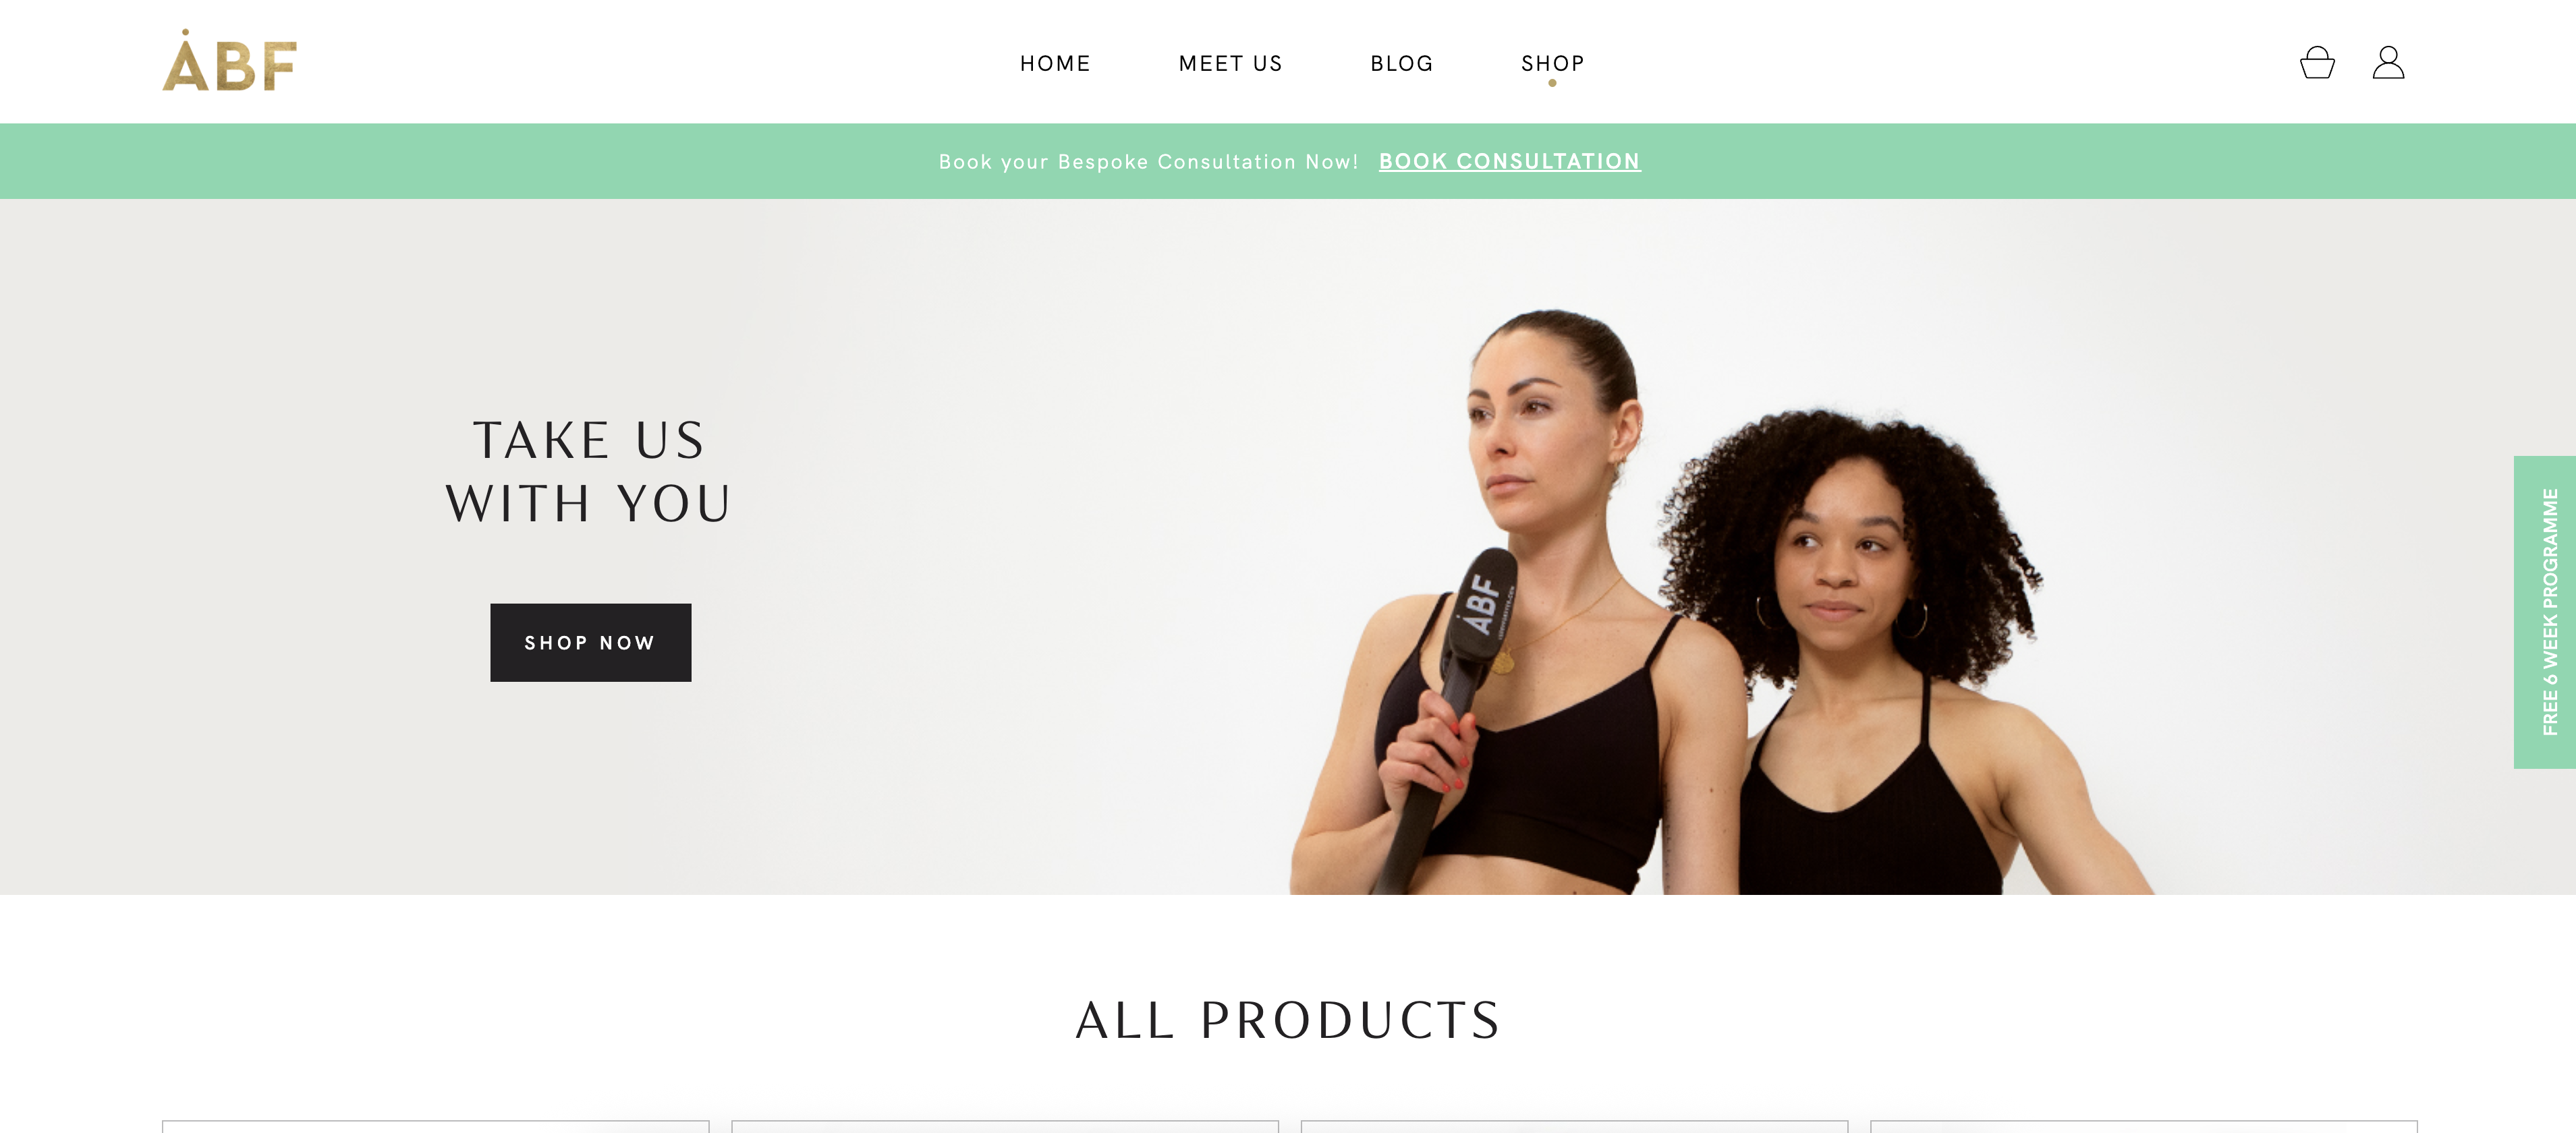 ȦBF
HOME
MEET US
BLOG
SHOP
Book your Bespoke Consultation Now! BOOK CONSULTATION
TAKE US
WITH YOU
SHOP NOW
ȦBF
FREE 6 WEEK PROGRAMME
ALL PRODUCTS